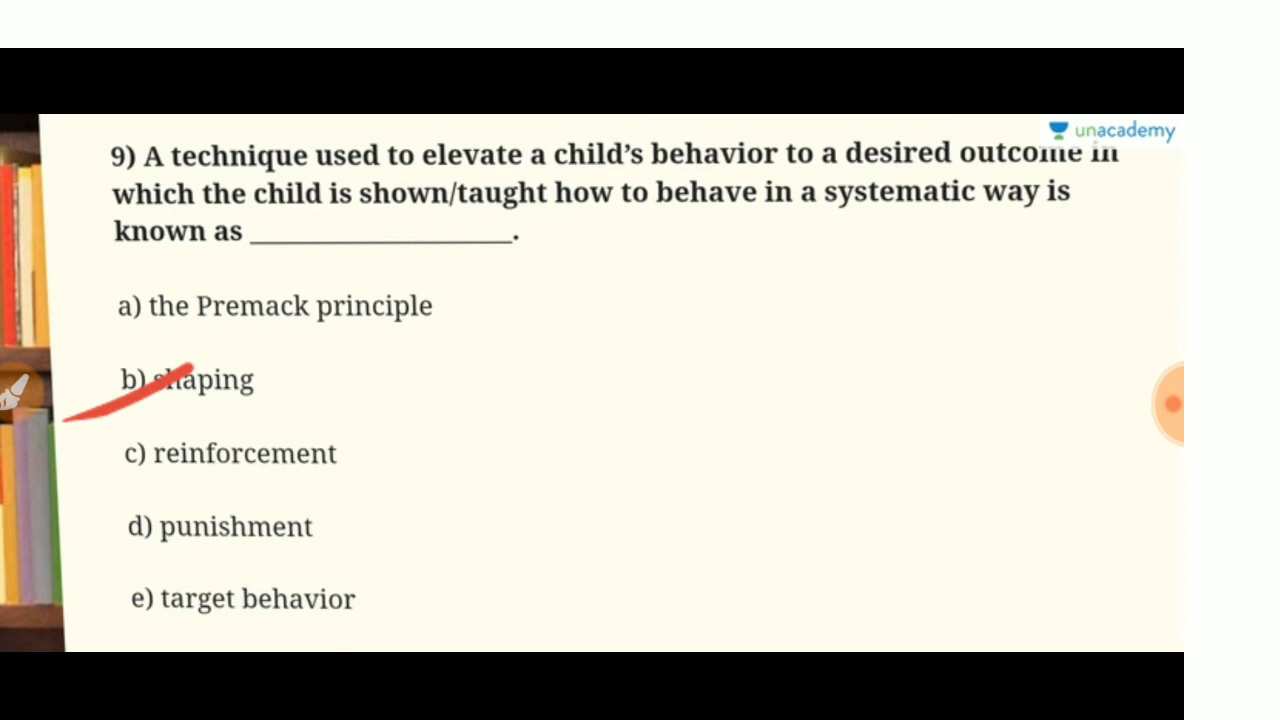 unacademy
9) A technique used to elevate a child's behavior to a desired outcome in
which the child is shown/taught how to behave in a systematic way is
known as ___________________.
a) the Premack principle
b) shaping
c) reinforcement
d) punishment
e) target behavior